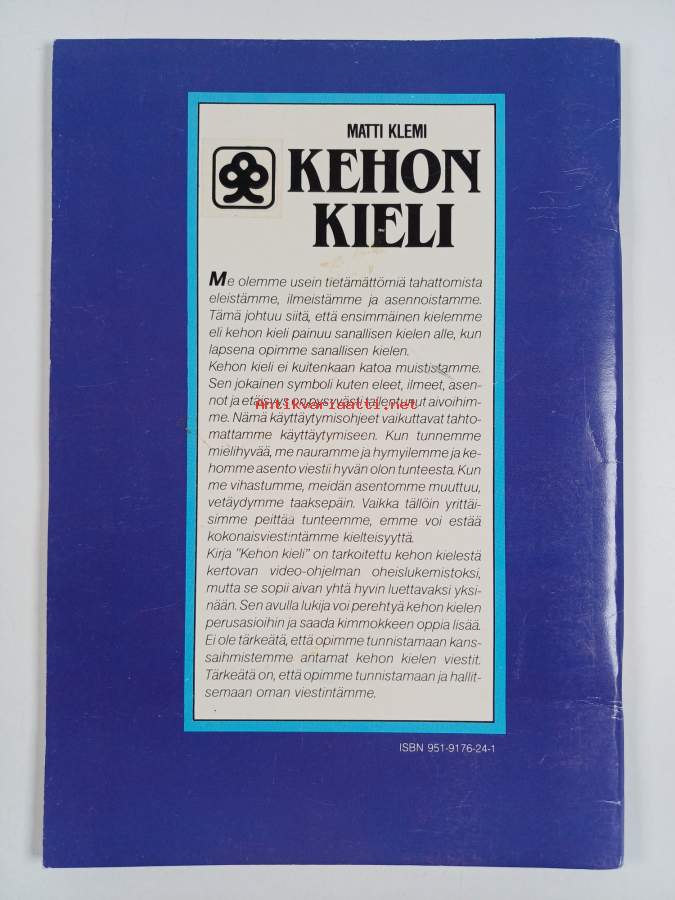 MATTI KLEMI
KEHON
KIELI
Me olemme usein tietämättömiä tahattomista
eleistämme, ilmeistämme ja asennoistamme.
Tämä johtuu siitä, että ensimmäinen kielemme
eli kehon kieli painuu sanallisen kielen alle, kun
lapsena opimme sanallisen kielen.
Kehon kieli ei kuitenkaan katoa muististamme.
Sen jokainen symboli kuten eleet, ilmeet, asen-
not ja etäisyys on pysyvästi tallentunut aivoihim-
Antikvariaatti.net
me. Nämä käyttäytymisohjeet vaikuttavat tahto-
mattamme käyttäytymiseen. Kun tunnemme
mielihyvää, me nauramme ja hymyilemme ja ke-
homme asento viestii hyvän olon tunteesta. Kun
me vihastumme, meidän asentomme muuttuu,
vetäydymme taaksepäin. Vaikka tällöin yrittäi-
simme peittää tunteemme, emme voi estää
kokonaisviestintämme kielteisyyttä.
Kirja "Kehon kieli" on tarkoitettu kehon kielestä
kertovan video-ohjelman oheislukemistoksi,
mutta se sopii aivan yhtä hyvin luettavaksi yksi-
nään. Sen avulla lukija voi perehtyä kehon kielen
perusasioihin ja saada kimmokkeen oppia lisää.
Ei ole tärkeätä, että opimme tunnistamaan kans-
saihmistemme antamat kehon kielen viestit.
Tärkeätä on, että opimme tunnistamaan ja hallit-
semaan oman viestintämme.
ISBN 951-9176-24-1